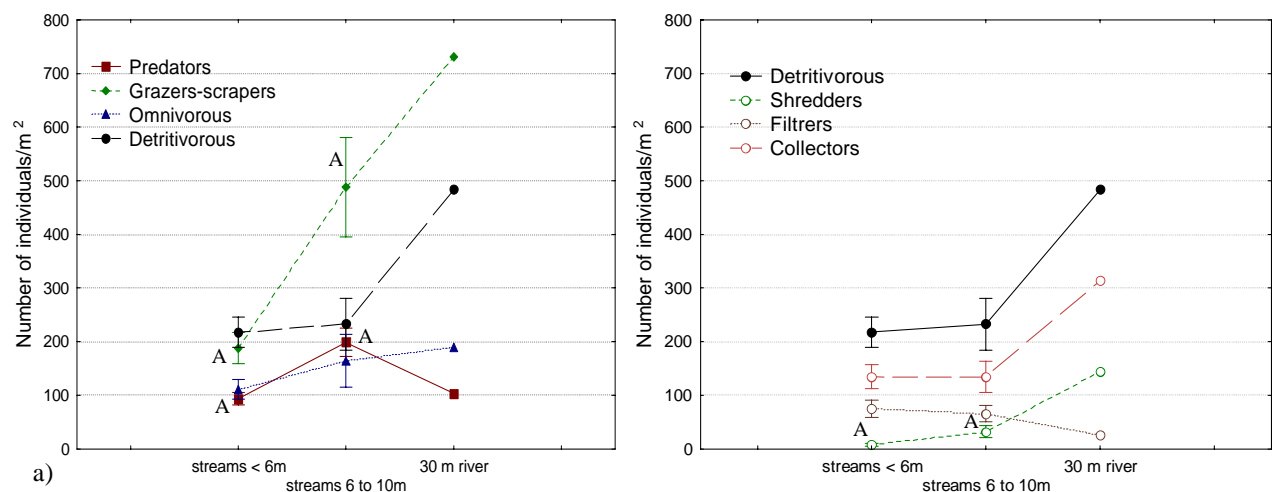 800
700
600
500
400
300
200
100
0
Number of individuals/m 2
Predators
Grazers-scrapers
Omnivorous
Detritivorous
A
A
A
A
streams < 6m
30 m river
streams 6 to 10m
a)
800
700
600
500
400
300
200
100
0
Number of individuals/m 2
Detritivorous
Shredders
Filtrers
Collectors
A
A
streams < 6m
30 m river
streams 6 to 10m